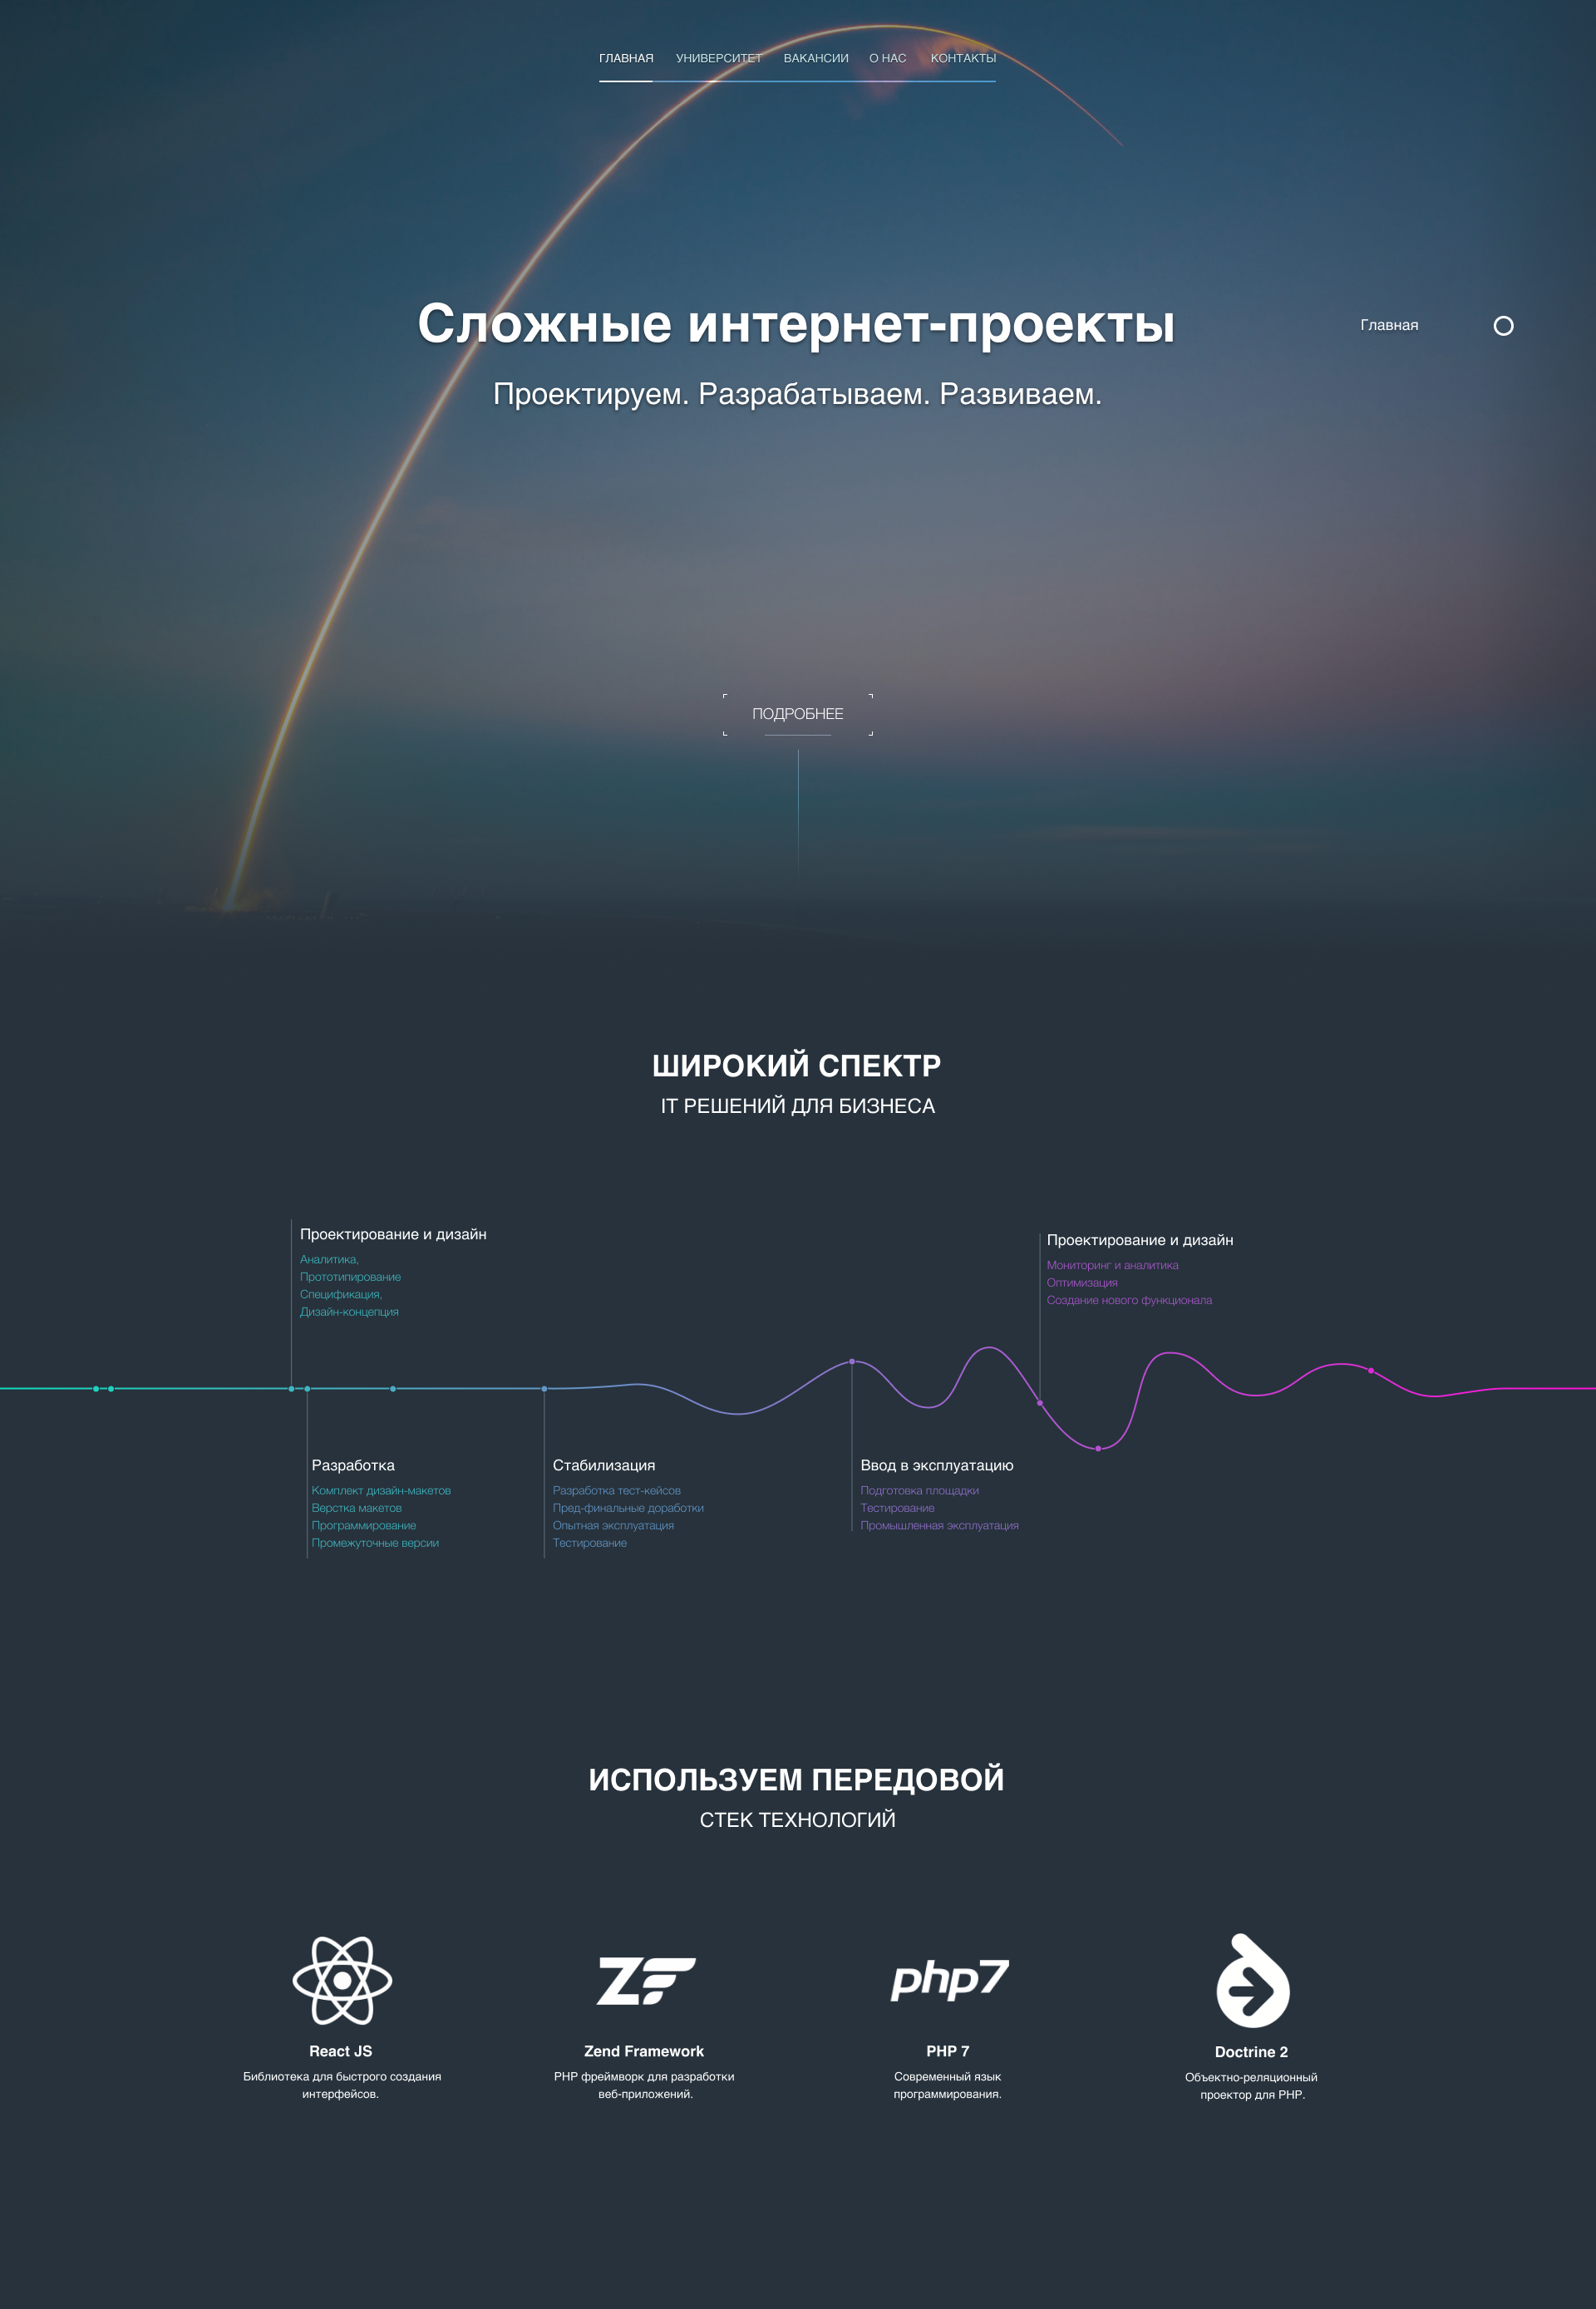 ГЛАВНАЯ УНИВЕРСИТЕТ ВАКАНСИИ О НАС КОНТАКТЫ
Сложные интернет-проекты
Главная
Проектируем. Разрабатываем. Развиваем.
ПОДРОБНЕЕ
ШИРОКИЙ СПЕКТР
IT РЕШЕНИЙ ДЛЯ БИЗНЕСА
Проектирование и дизайн
Аналитика,
Прототипирование
Спецификация,
Дизайн-концепция
Проектирование и дизайн
Мониторинг и аналитика
Оптимизация
Создание нового функционала
Разработка
Комплект дизайн-макетов
Верстка макетов
Программирование
Промежуточные версии
Стабилизация
Разработка тест-кейсов
Пред-финальные доработки
Опытная эксплуатация
Тестирование
Ввод в эксплуатацию
Подготовка площадки
Тестирование
Промышленная эксплуатация
ИСПОЛЬЗУЕМ ПЕРЕДОВОЙ
СТЕК ТЕХНОЛОГИЙ
ZF
php7
React JS
Библиотека для быстрого создания
интерфейсов.
Zend Framework
PHP фреймворк для разработки
веб-приложений.
PHP 7
Современный язык
программирования.
Doctrine 2
Объектно-реляционный
проектор для PHP.